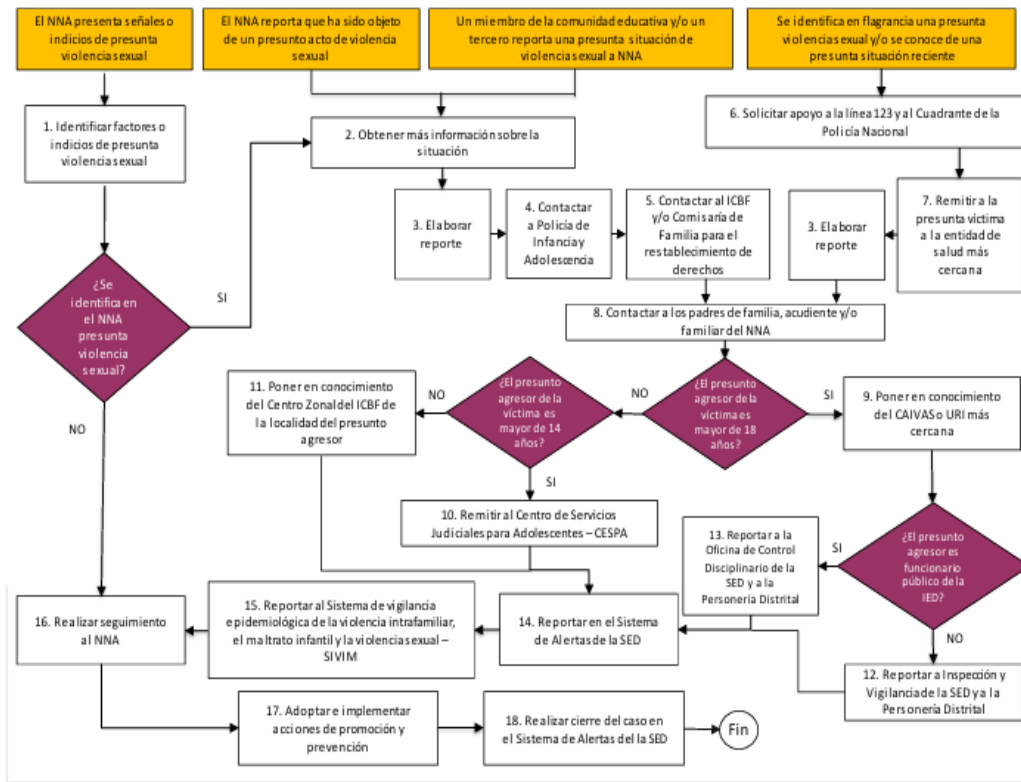 El NNA presenta señales o
indicios de presunta
violencia sexual
El NNA reporta que ha sido objeto
de un presunto acto de violencia
sexual
Un miembro de la comunidad educativa y/o un
tercero reporta una presunta situación de
violencia sexual a NNA
Se identifica en flagrancia una presunta
violencia sexual y/o se conoce de una
presunta situación reciente
1. Identificar factores o
indicios de presunta
violencia sexual
2. Obtener más información sobre la
situación
6. Solicitar apoyo a la línea 123 y al Cuadrante de la
Policía Nacional
3. Elaborar
reporte
4. Contactar
a Policía de
Infancia y
Adolescencia
5. Contactar al ICBF
y/o Comisaría de
Familia para el
restablecimiento de
derechos
3. Elaborar
reporte
7. Remitir a la
presunta víctima
a la entidad de
salud más
cercana
¿Se
identifica en
el NNA
presunta
violencia
sexual?
SI
NO
8. Contactar a los padres de familia, acudiente y/o
familiar del NNA
11. Poner en conocimiento
del Centro Zonal del ICBF de
la localidad del presunto
agresor
NO
¿El presunto
agresor de la
víctima es
mayor de 14
años?
NO
¿El presunto
agresor de la
víctima es
mayor de 18
años?
SI
9. Poner en conocimiento
del CAIVAS o URI más
cercana
SI
10. Remitir al Centro de Servicios
Judiciales para Adolescentes – CESPA
13. Reportar a la
Oficina de Control
Disciplinario de la
SED y a la
Personería Distrital
SI
¿El presunto
agresor es
funcionario
público de la
IED?
NO
16. Realizar seguimiento
al NNA
15. Reportar al Sistema de vigilancia
epidemiológica de la violencia intrafamiliar,
el maltrato infantil y la violencia sexual –
SIVIM
14. Reportar en el Sistema
de Alertas de la SED
12. Reportar a Inspección y
Vigilancia de la SED y a la
Personería Distrital
17. Adoptar e implementar
acciones de promoción y
prevención
18. Realizar cierre del caso en
el Sistema de Alertas del la SED
Fin